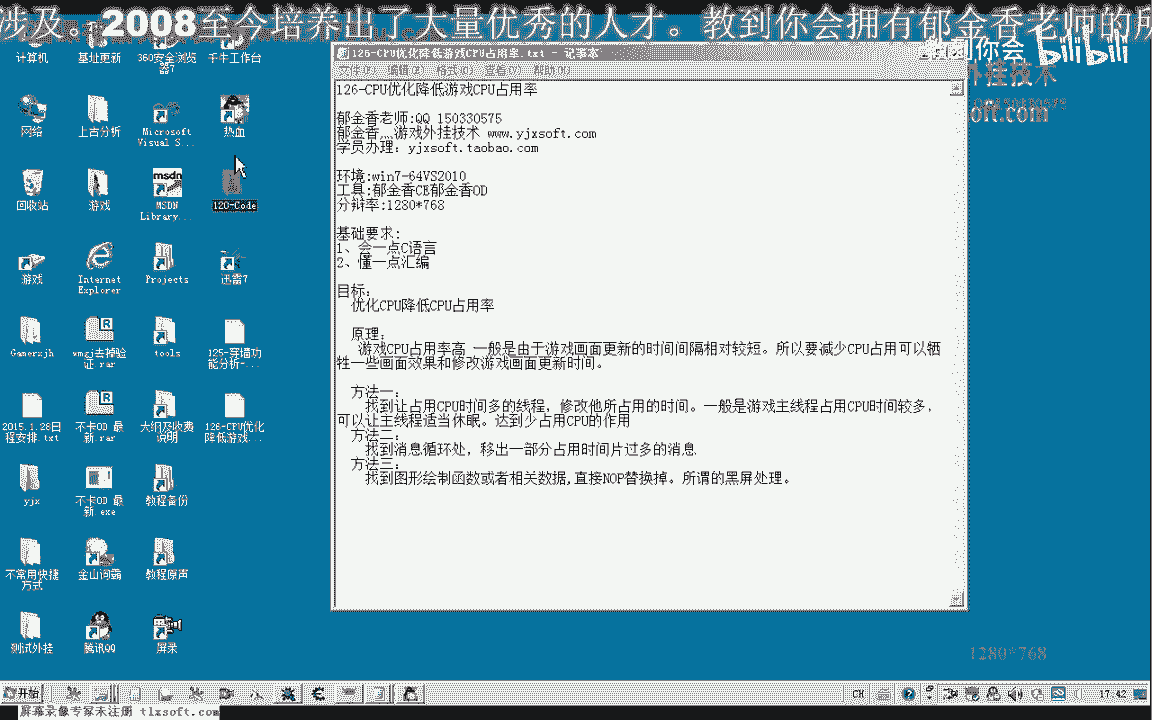 涉及。2008至今培养出了大量优秀的人才。教到你会拥有郁金香老师的所
教到你会 bilibili
外挂技术
soft.com
计算机
基址更新
360安全浏览器7
千牛工作台
网络
上古分析
Microsoft Visual S...
热血
回收站
游戏
MSDN Library...
120-Code
游戏
Internet Explorer
Projects
迅雷7
Gamerxjh
wmgj去掉验证.rar
tools
125-穿墙功能分析-...
2015.1.28日程安排.txt
不卡OD 最新.rar
大纲及收费说明
126-CPU优化降低游戏...
yjx
不卡OD 最新.exe
教程备份
不常用快捷方式
金山词霸
教程原声
测试外挂
腾讯QQ
屏录
126-CPU优化降低游戏CPU占用率.txt - 记事本
文件(F) 编辑(E) 格式(O) 查看(V) 帮助(H)
126-CPU优化降低游戏CPU占用率
郁金香老师:QQ 150330575
郁金香灬游戏外挂技术 www.yjxsoft.com
学员办理: yjxsoft.taobao.com
环境:win7-64VS2010
工具:郁金香CE郁金香OD
分辩率:1280*768
基础要求:
1、会一点C语言
2、懂一点汇编
目标:
优化CPU降低CPU占用率
原理:
游戏CPU占用率高 一般是由于游戏画面更新的时间间隔相对较短。所以要减少CPU占用可以牺
牲一些画面效果和修改游戏画面更新时间。
方法一:
找到让占用CPU时间多的线程，修改他所占用的时间。一般是游戏主线程占用CPU时间较多，
可以让主线程适当休眠。达到少占用CPU的作用
方法二:
找到消息循环处，移出一部分占用时间片过多的消息
方法三:
找到图形绘制函数或者相关数据,直接NOP替换掉。所谓的黑屏处理。
1280*768
开始
CH
17:42
屏幕录像专家未注册 tlxsoft.com